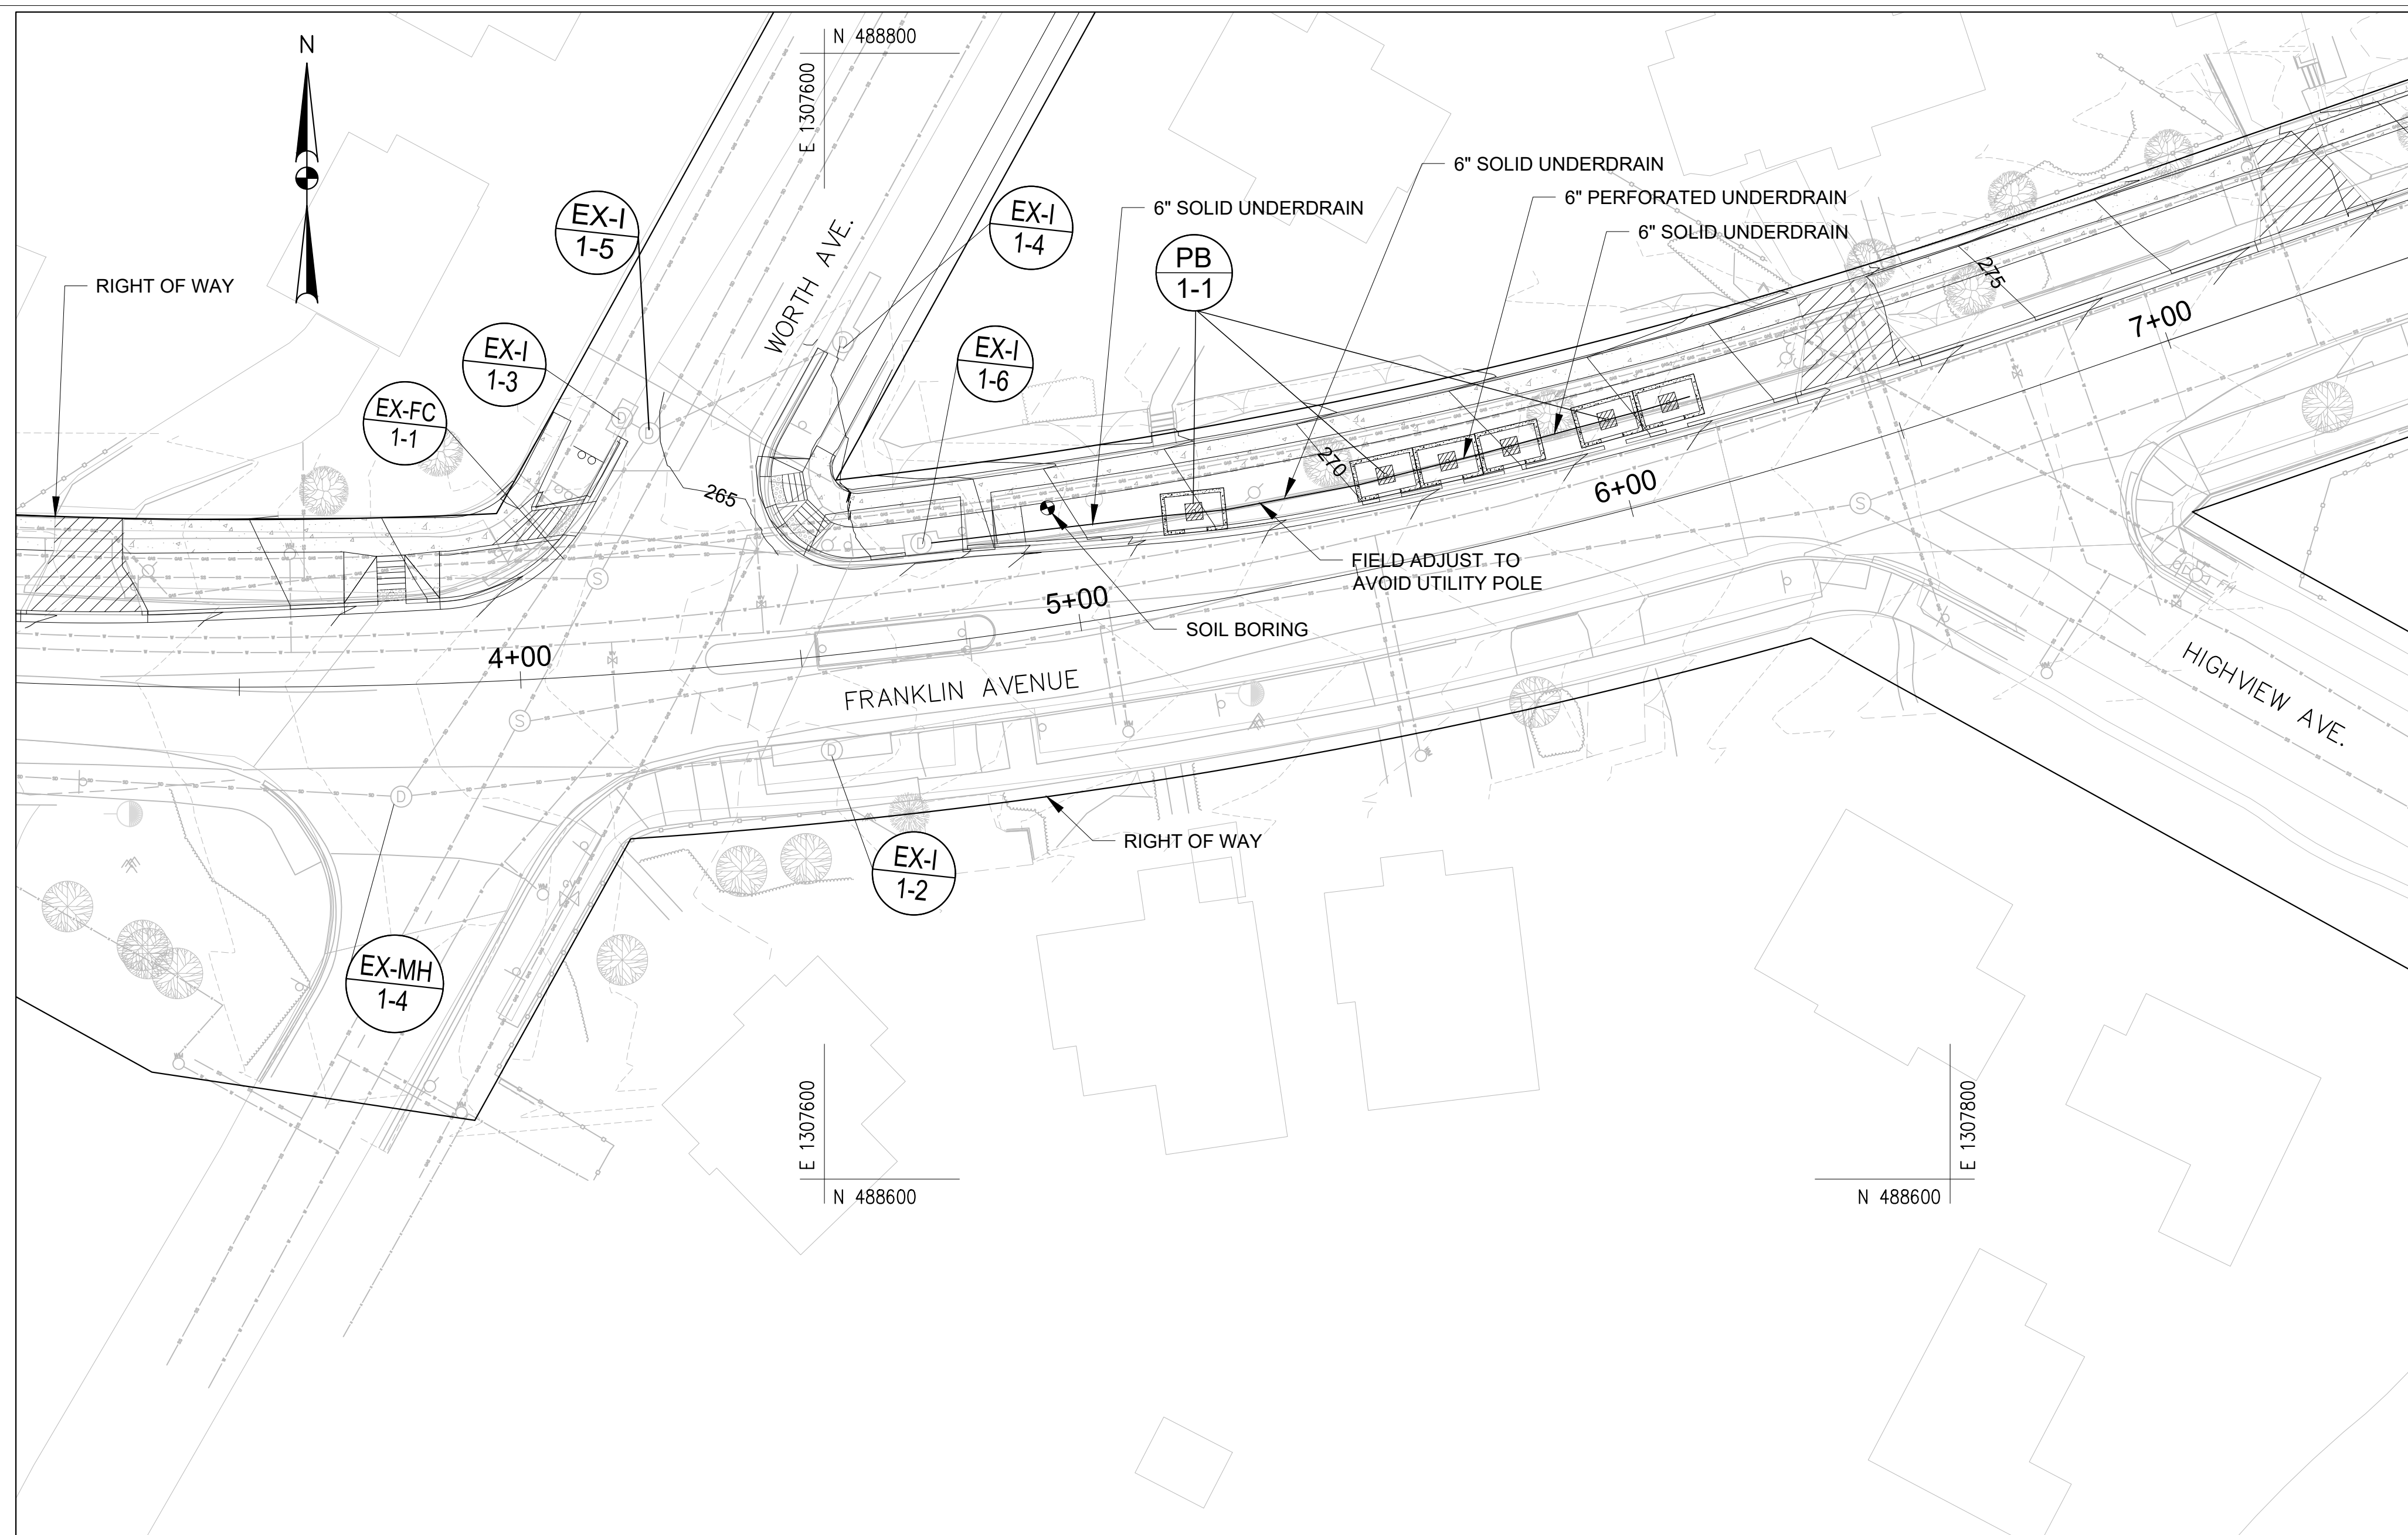 N
N 488800
E 1307600
6" SOLID UNDERDRAIN
6" PERFORATED UNDERDRAIN
6" SOLID UNDERDRAIN
6" SOLID UNDERDRAIN
EX-I
1-5
EX-I
1-4
PB
1-1
RIGHT OF WAY
WORTH AVE.
275
7+00
EX-I
1-3
EX-I
1-6
EX-FC
1-1
D
D
D
265
270
6+00
D
S
S
FIELD ADJUST TO
AVOID UTILITY POLE
5+00
SOIL BORING
4+00
HIGHVIEW AVE.
FRANKLIN AVENUE
S
D
D
RIGHT OF WAY
EX-I
1-2
EX-MH
1-4
E 1307600
N 488600
E 1307800
N 488600